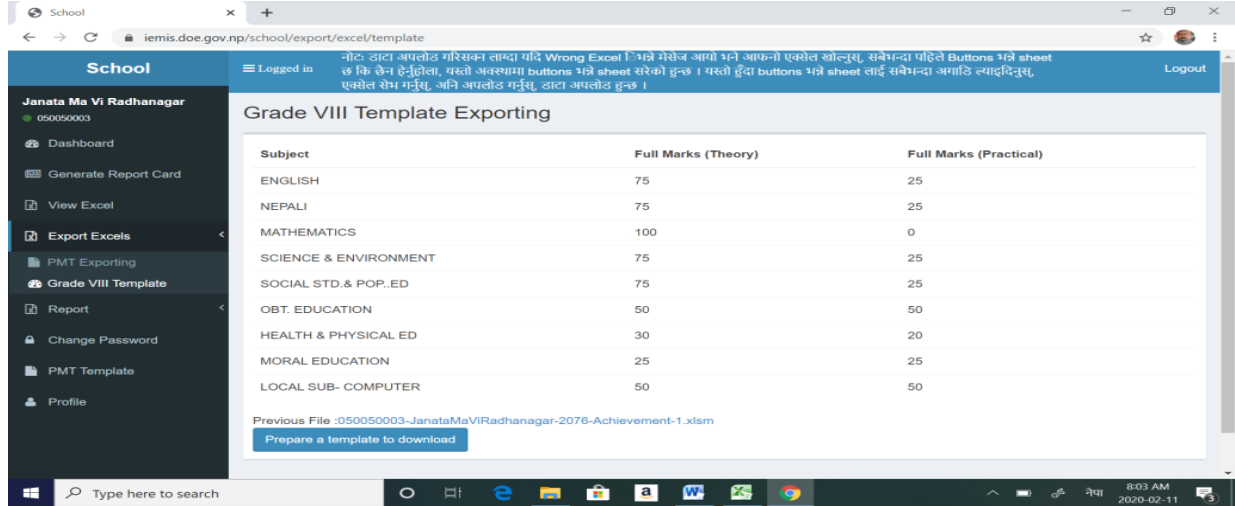 School
iemis.doe.gov.np/school/export/excel/template
School
Logged in
नोटः डाटा अपलोड गरिसक्न लाग्दा यदि Wrong Excel िभन्ने मेसेज आयो भने आफनो एक्सेल खोल्नुस्, सबैभन्दा पहिले Buttons भन्ने sheet
छ कि छैन हेर्नुहोला, यस्तो अवस्थामा buttons भन्ने sheet सरेको हुन्छ । यस्तो हुँदा buttons भन्ने sheet लाई सबैभन्दा अगाडि ल्याइदिनुस्,
एक्सेल सेभ गर्नुस्, अनि अपलोड गर्नुस्, डाटा अपलोड हुन्छ ।
Logout
Janata Ma Vi Radhanagar
050050003
Dashboard
Generate Report Card
View Excel
Export Excels
PMT Exporting
Grade VIII Template
Report
Change Password
PMT Template
Profile
Grade VIII Template Exporting
Subject Full Marks (Theory) Full Marks (Practical)
ENGLISH 75 25
NEPALI 75 25
MATHEMATICS 100 0
SCIENCE & ENVIRONMENT 75 25
SOCIAL STD.& POP..ED 75 25
OBT. EDUCATION 50 50
HEALTH & PHYSICAL ED 30 20
MORAL EDUCATION 25 25
LOCAL SUB- COMPUTER 50 50
Previous File :050050003-JanataMaViRadhanagar-2076-Achievement-1.xlsm
Prepare a template to download
Type here to search
नेपा
8:03 AM
2020-02-11
3